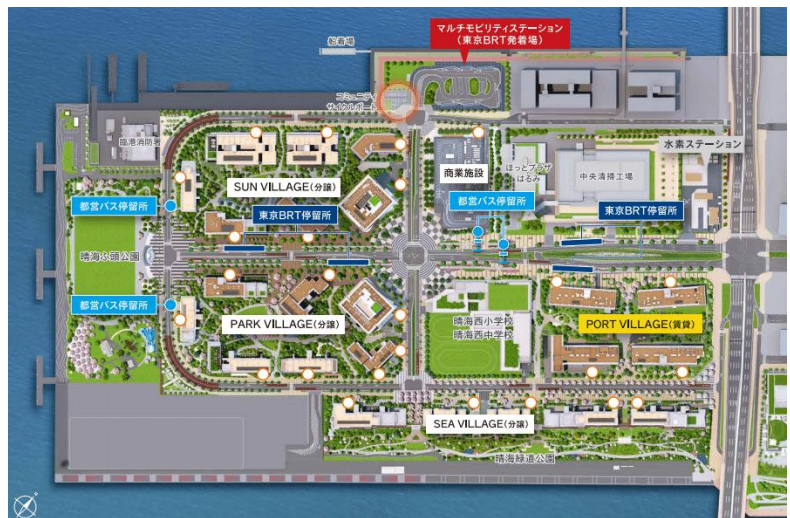 マルチモビリティステーション
(東京BRT発着場)
船着場
コミュニティ
サイクルポート
臨港消防署
水素ステーション
商業施設
ほっとプラザ
はるみ
中央清掃工場
SUN VILLAGE(分譲)
都営バス停留所
都営バス停留所
東京BRT停留所
東京BRT停留所
晴海ふ頭公園
都営バス停留所
PARK VILLAGE(分譲)
晴海西小学校
晴海西中学校
PORT VILLAGE(賃貸)
SEA VILLAGE(分譲)
晴海緑道公園